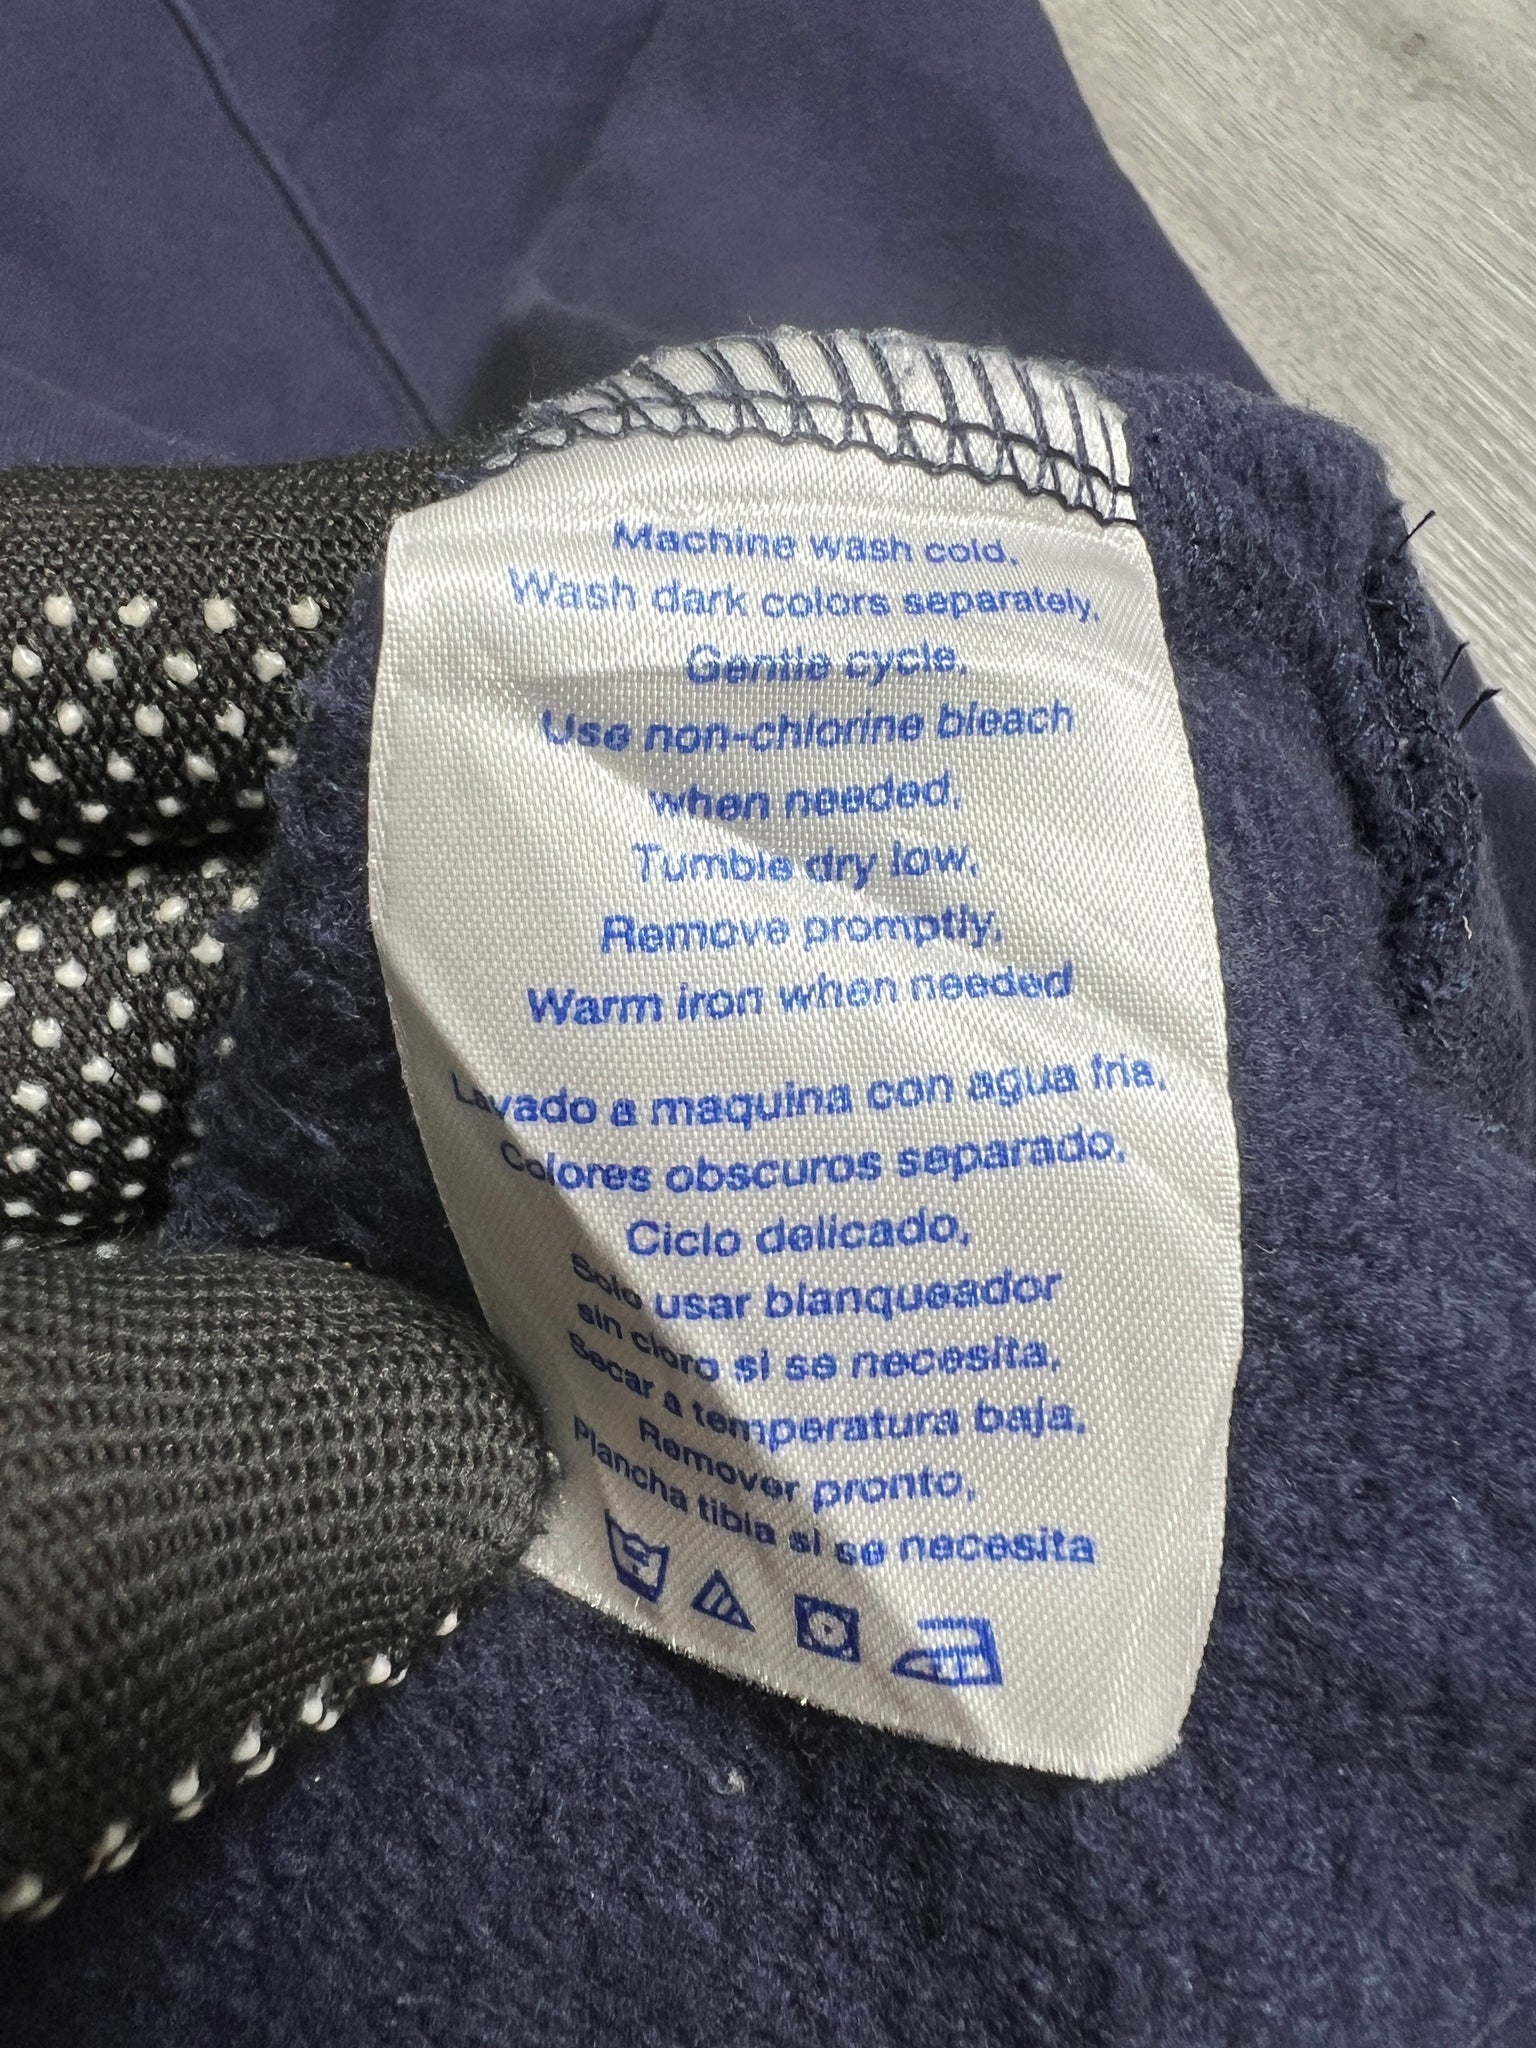 Machine wash cold,
Wash dark colors separately,
Gentle cycle,
Use non-chlorine bleach
when needed,
Tumble dry low,
Remove promptly,
Warm iron when needed
Lavado a maquina con agua fria,
Colores obscuros separado,
Ciclo delicado,
Solo usar blanqueador
sin cloro si se necesita,
Secar a temperatura baja,
Remover pronto,
Plancha tibia si se necesita